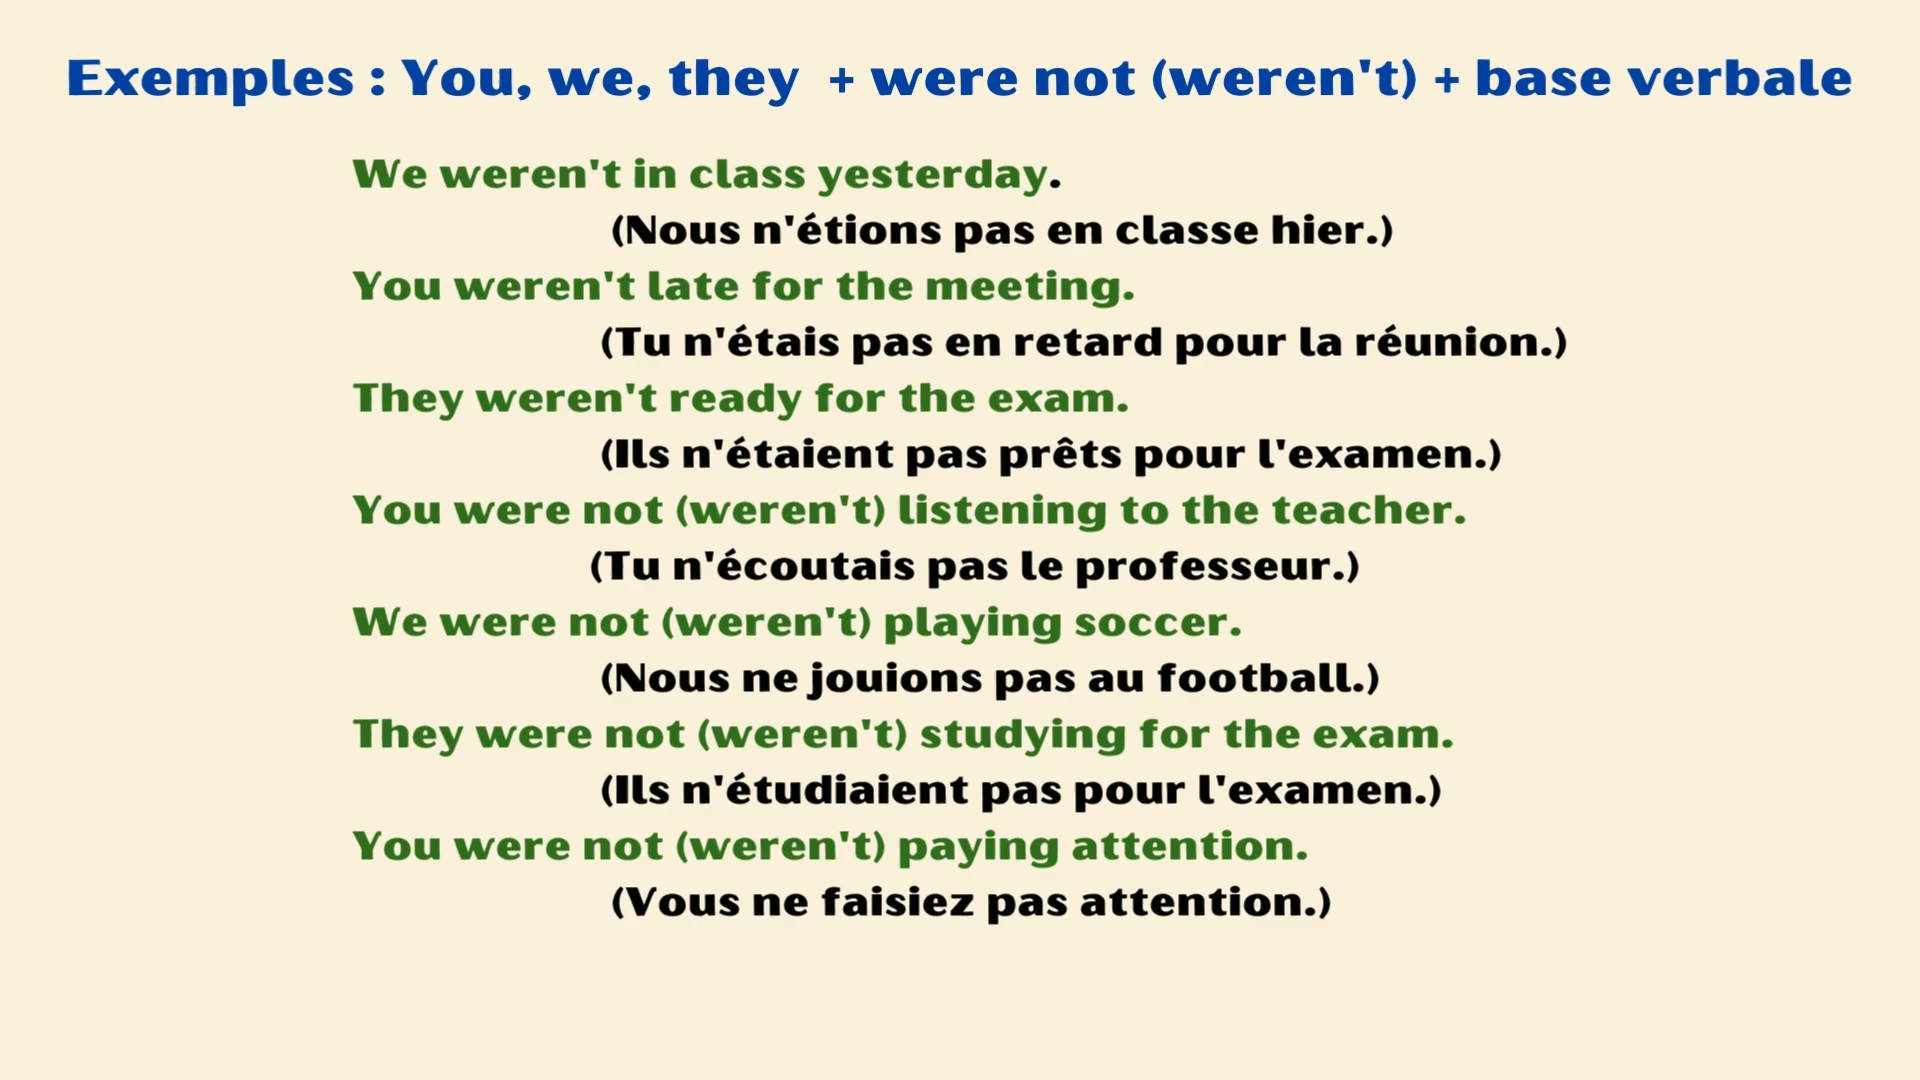 Exemples : You, we, they + were not (weren't) + base verbale
We weren't in class yesterday.
(Nous n'étions pas en classe hier.)
You weren't late for the meeting.
(Tu n'étais pas en retard pour la réunion.)
They weren't ready for the exam.
(Ils n'étaient pas prêts pour l'examen.)
You were not (weren't) listening to the teacher.
(Tu n'écoutais pas le professeur.)
We were not (weren't) playing soccer.
(Nous ne jouions pas au football.)
They were not (weren't) studying for the exam.
(Ils n'étudiaient pas pour l'examen.)
You were not (weren't) paying attention.
(Vous ne faisiez pas attention.)